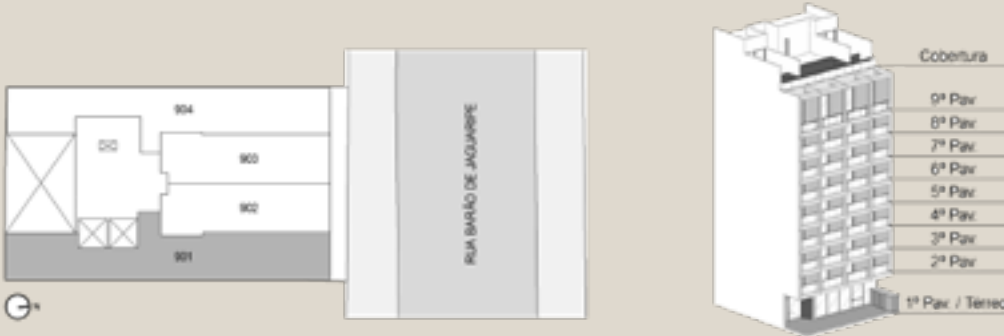 904
903
902
901
RUA BARÃO DE JAGUARIPE
N
Cobertura
9º Pav
8º Pav
7º Pav
6º Pav
5º Pav
4º Pav
3º Pav
2º Pav
1º Pav. / Térreo